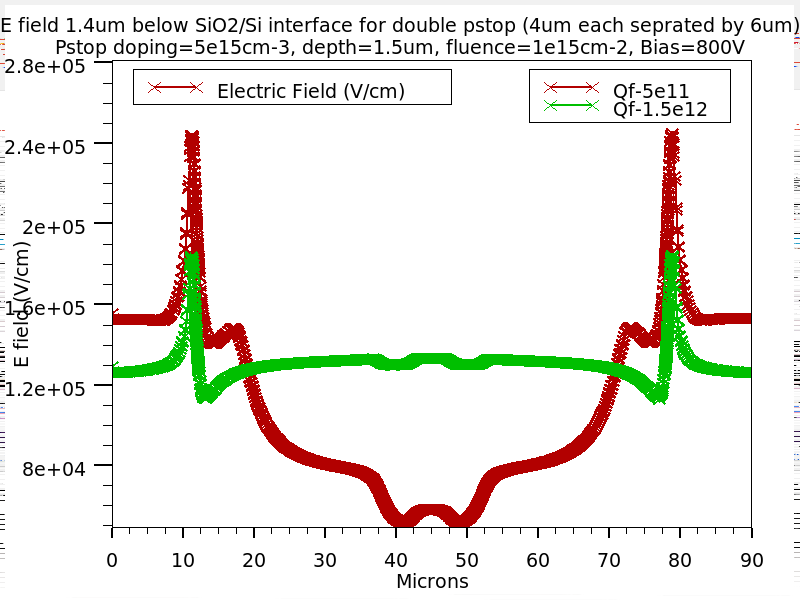 E field 1.4um below SiO2/Si interface for double pstop (4um each seprated by 6um)
Pstop doping=5e15cm-3, depth=1.5um, fluence=1e15cm-2, Bias=800V
2.8e+05
2.4e+05
2e+05
1.6e+05
1.2e+05
8e+04
E field (V/cm)
Electric Field (V/cm)
Qf-5e11
Qf-1.5e12
0 10 20 30 40 50 60 70 80 90
Microns